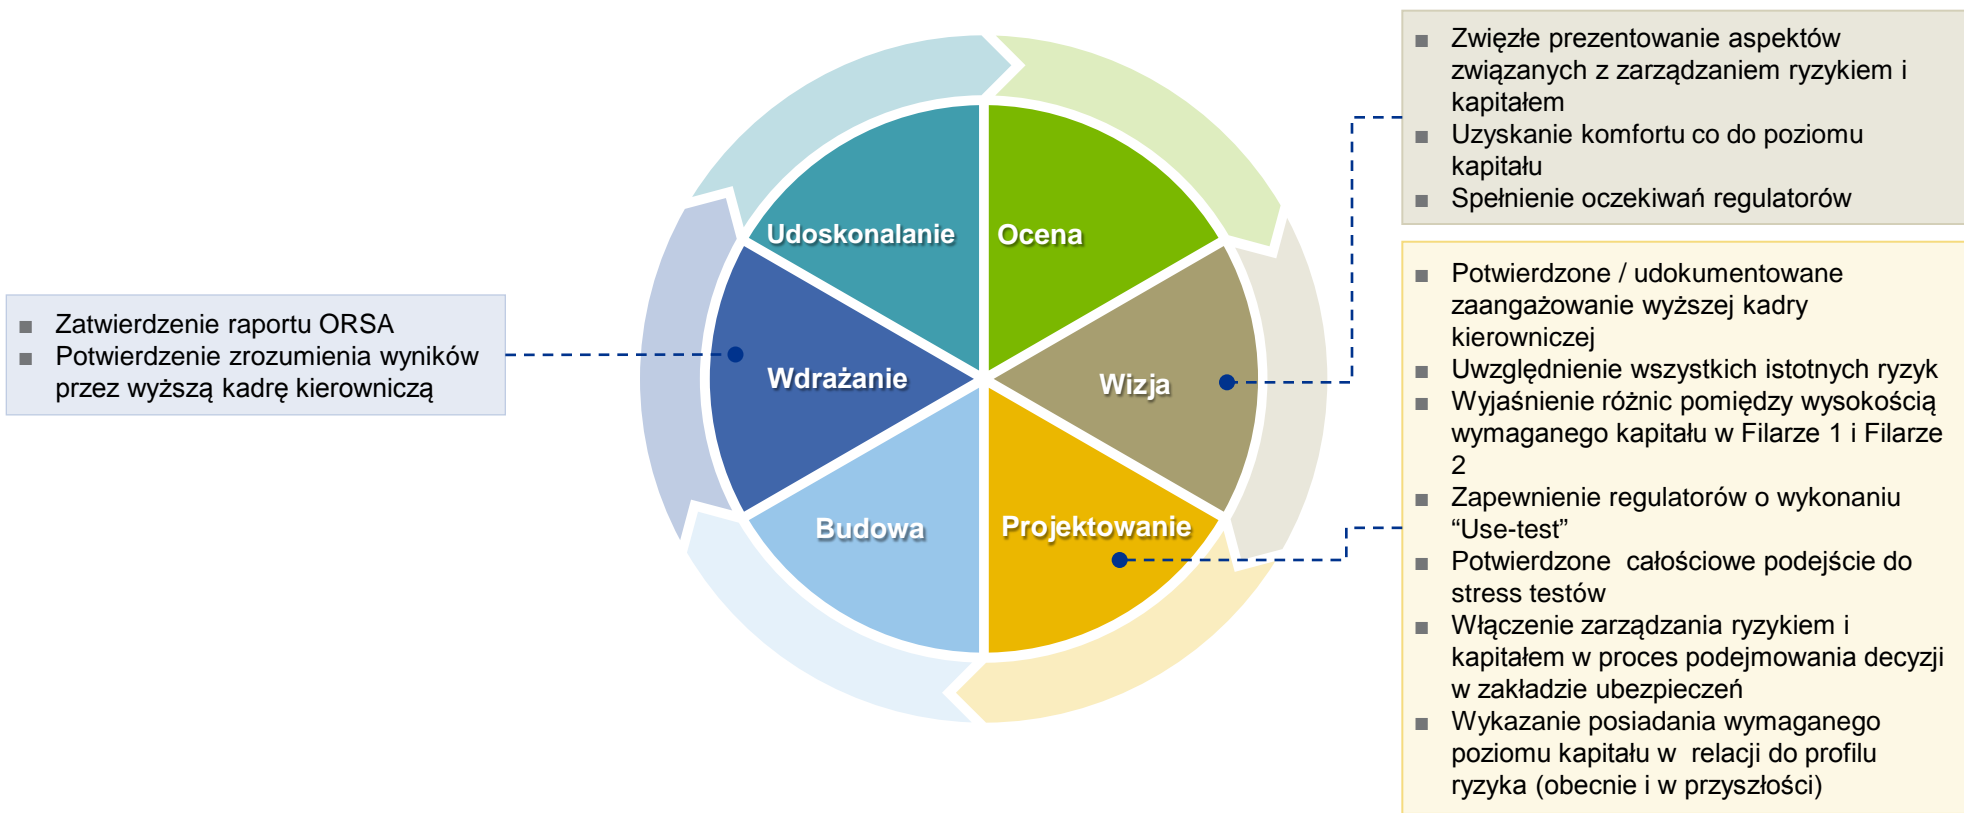 ■ Zwięzłe prezentowanie aspektów
związanych z zarządzaniem ryzykiem i
kapitałem
■ Uzyskanie komfortu co do poziomu
kapitału
■ Spełnienie oczekiwań regulatorów
Udoskonalanie
Ocena
■ Zatwierdzenie raportu ORSA
■ Potwierdzenie zrozumienia wyników
przez wyższą kadrę kierowniczą
Wdrażanie
Wizja
Budowa
Projektowanie
■ Potwierdzone / udokumentowane
zaangażowanie wyższej kadry
kierowniczej
■ Uwzględnienie wszystkich istotnych ryzyk
■ Wyjaśnienie różnic pomiędzy wysokością
wymaganego kapitału w Filarze 1 i Filarze
2
■ Zapewnienie regulatorów o wykonaniu
“Use-test”
■ Potwierdzone  całościowe podejście do
stress testów
■ Włączenie zarządzania ryzykiem i
kapitałem w proces podejmowania decyzji
w zakładzie ubezpieczeń
■ Wykazanie posiadania wymaganego
poziomu kapitału w  relacji do profilu
ryzyka (obecnie i w przyszłości)